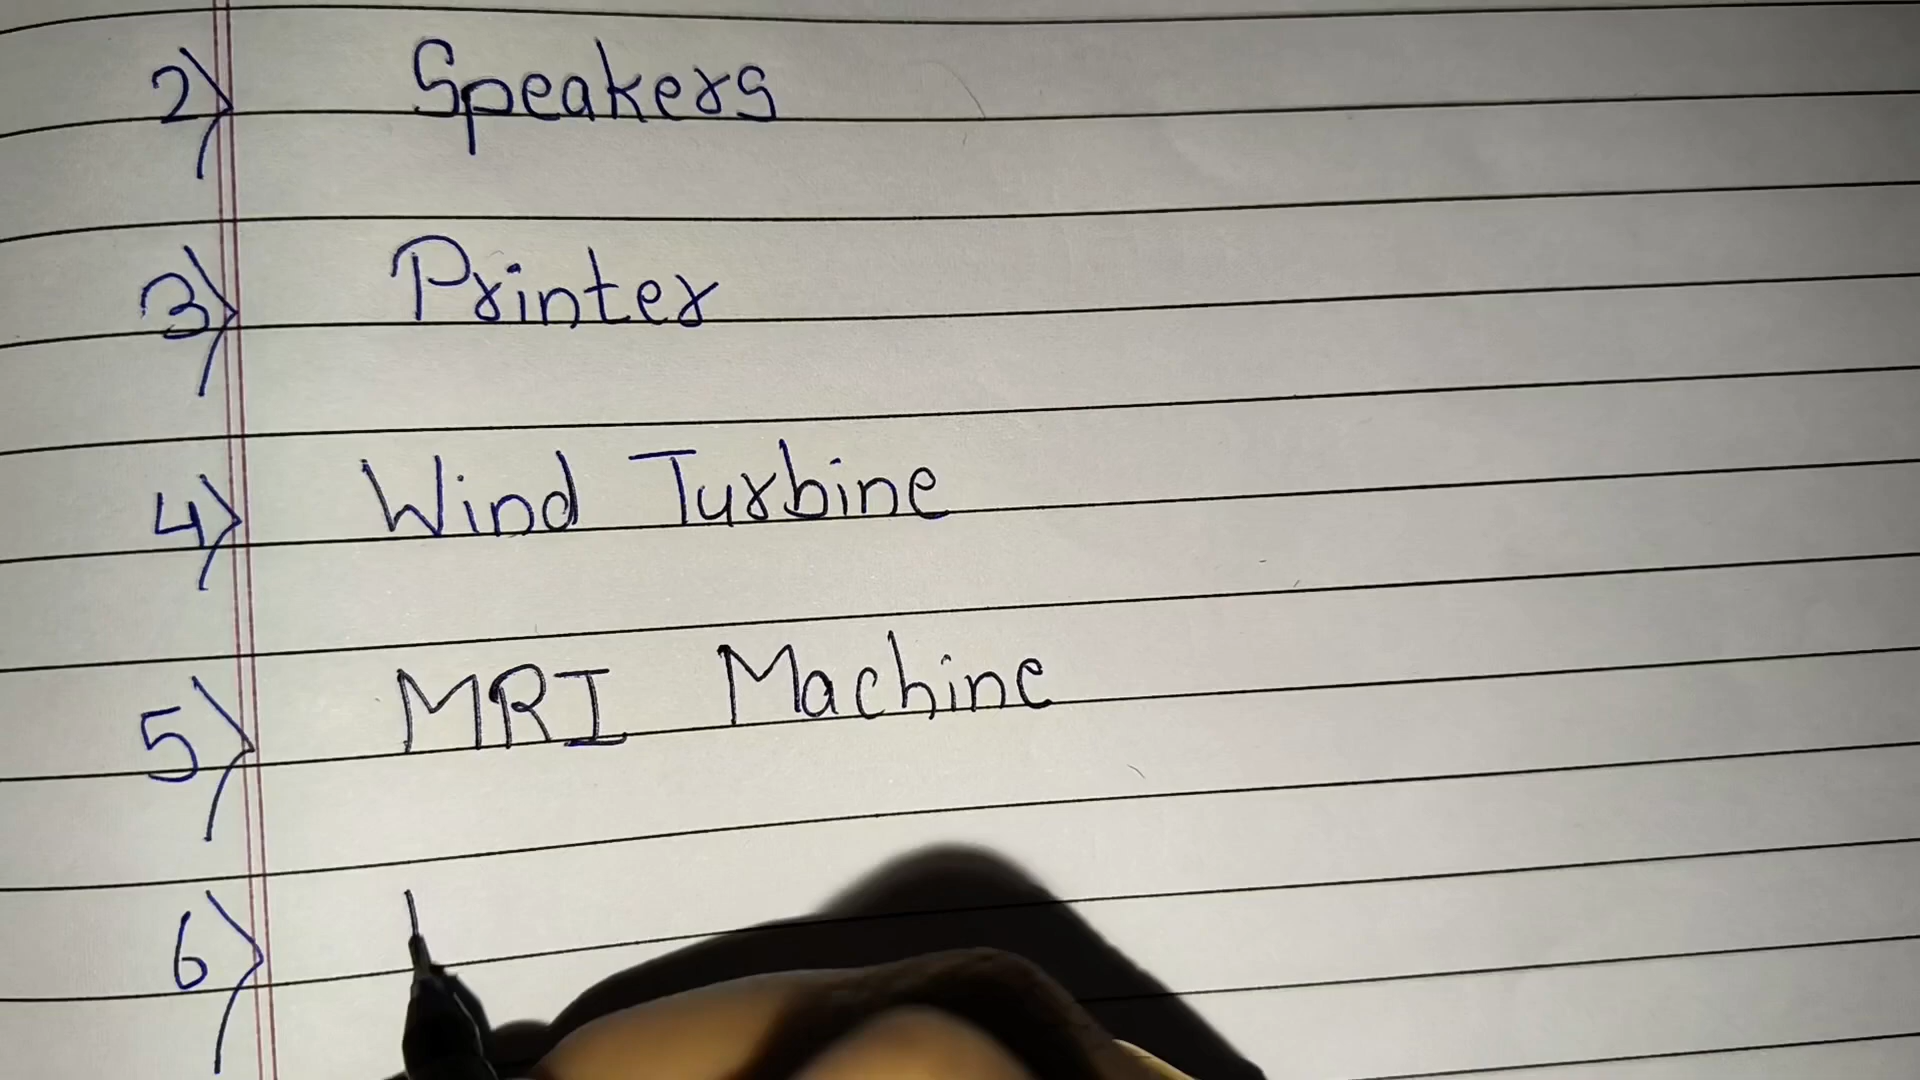 2) Speakers
3) Printer
4) Wind Turbine
5) MRI Machine
6)